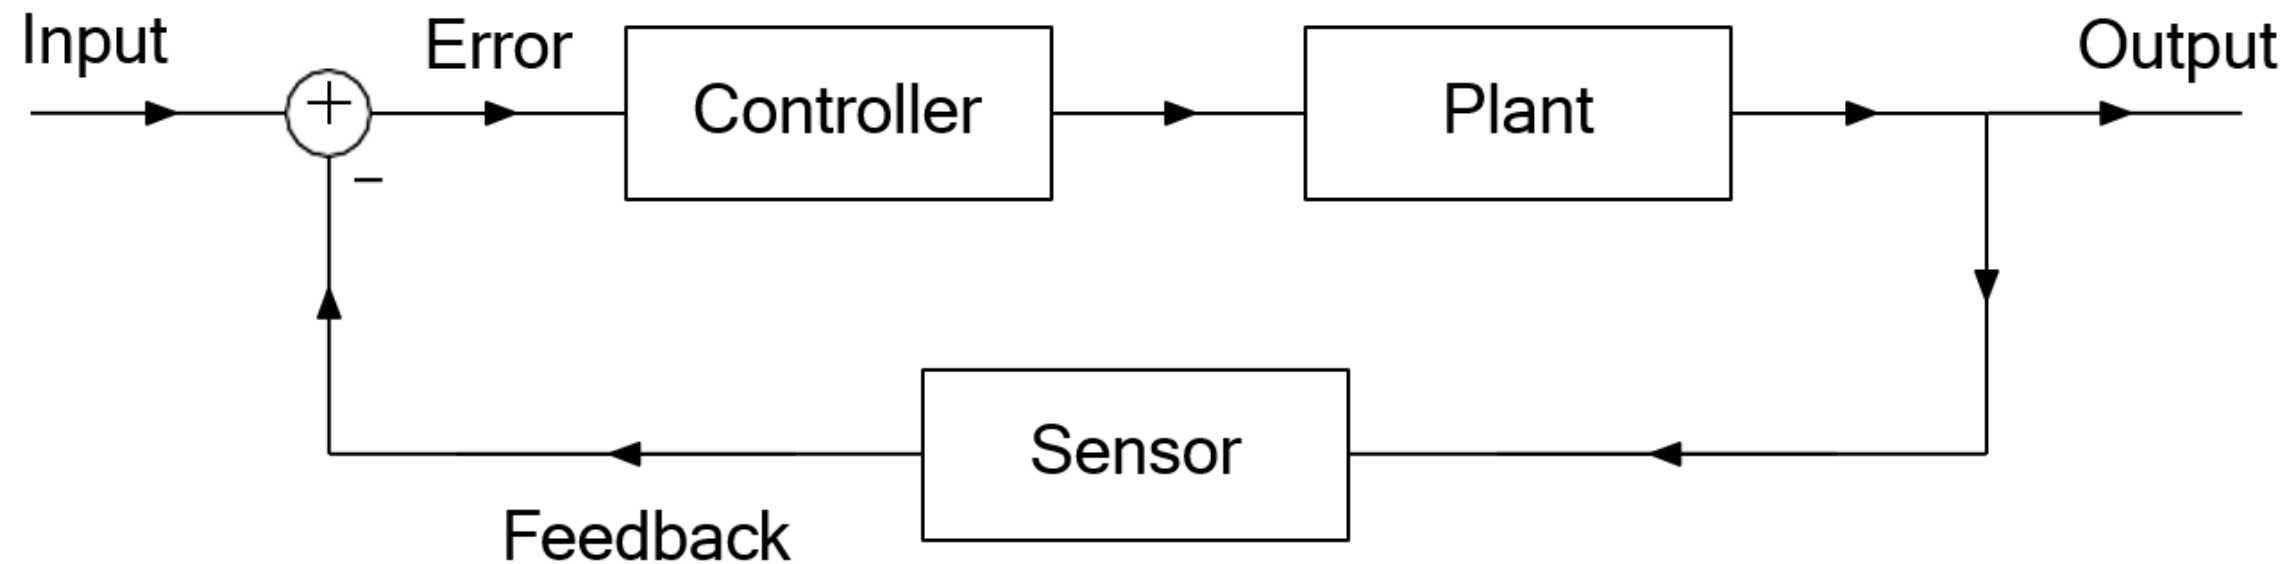 Input
Error
Controller
Plant
Output
+
−
Sensor
Feedback